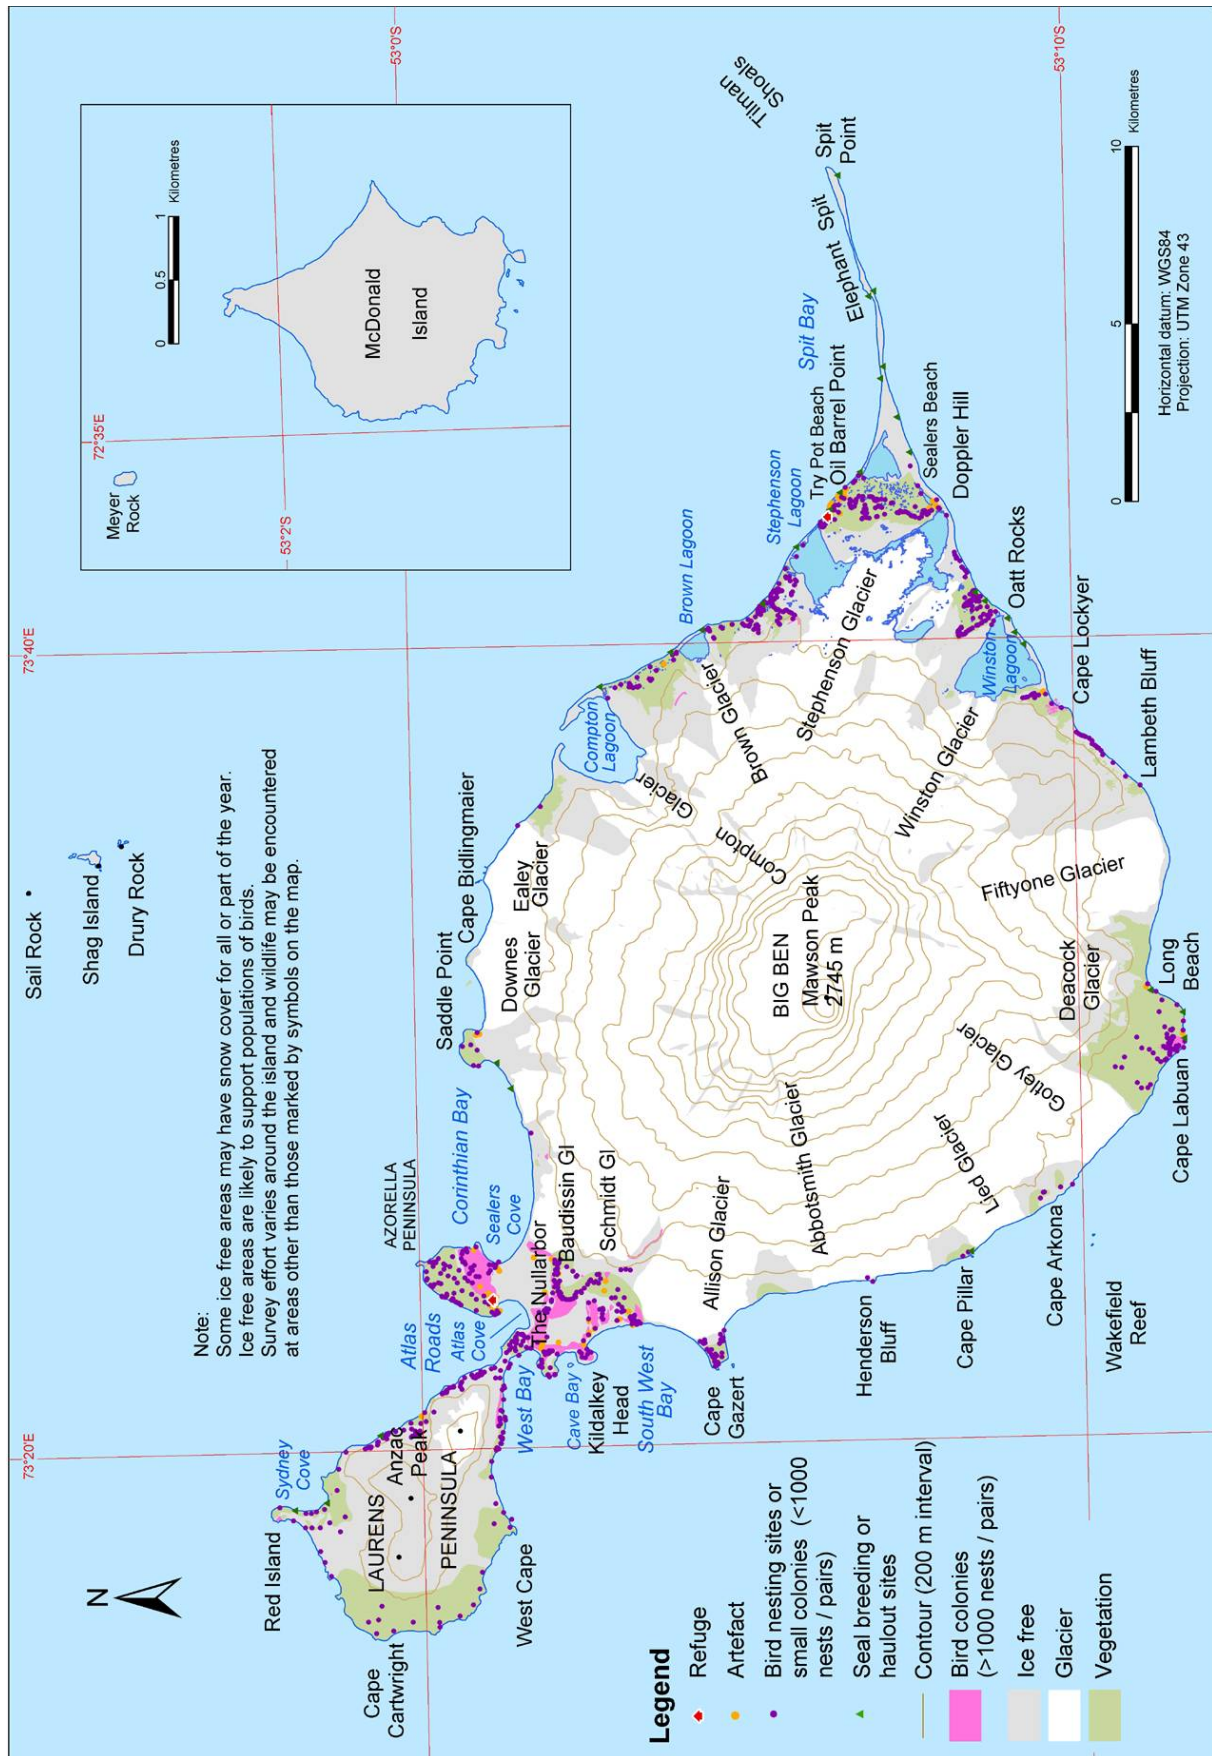 N
Note:
Some ice free areas may have snow cover for all or part of the year.
Ice free areas are likely to support populations of birds.
Survey effort varies around the island and wildlife may be encountered
at areas other than those marked by symbols on the map.
73°20'E
73°40'E
53°0'S
53°10'S
Sail Rock
Shag Island
Drury Rock
Meyer
Rock
72°35'E
53°2'S
McDonald
Island
0
0.5
1
Kilometres
Red Island
Sydney
Cove
Cape
Cartwright
LAURENS
PENINSULA
Anzac
Peak
West Cape
AZORELLA
PENINSULA
Atlas
Roads
Atlas
Cove
Corinthian Bay
Sealers
Cove
West Bay
The Nullarbor
Cave Bay
Kildalkey
Head
South West
Bay
Baudissin Gl
Schmidt Gl
Saddle Point
Cape Bidlingmaier
Downes
Glacier
Ealey
Glacier
Compton
Lagoon
Compton
Glacier
Brown Lagoon
Brown Glacier
Stephenson
Lagoon
Stephenson Glacier
Try Pot Beach
Oil Barrel Point
Spit Bay
Elephant Spit
Spit
Point
Tilman
Shoals
Sealers Beach
Doppler Hill
Oatt Rocks
Winston
Lagoon
Winston Glacier
Cape Lockyer
Lambeth Bluff
Fiftyone Glacier
BIG BEN
Mawson Peak
2745 m
Deacock
Glacier
Long
Beach
Cape Labuan
Gotley Glacier
Lied Glacier
Cape Arkona
Wakefield
Reef
Cape Pillar
Abbotsmith Glacier
Henderson
Bluff
Allison Glacier
Cape
Gazert
Legend
Refuge
Artefact
Bird nesting sites or
small colonies (<1000
nests / pairs)
Seal breeding or
haulout sites
Contour (200 m interval)
Bird colonies
(>1000 nests / pairs)
Ice free
Glacier
Vegetation
0
5
10
Kilometres
Horizontal datum: WGS84
Projection: UTM Zone 43